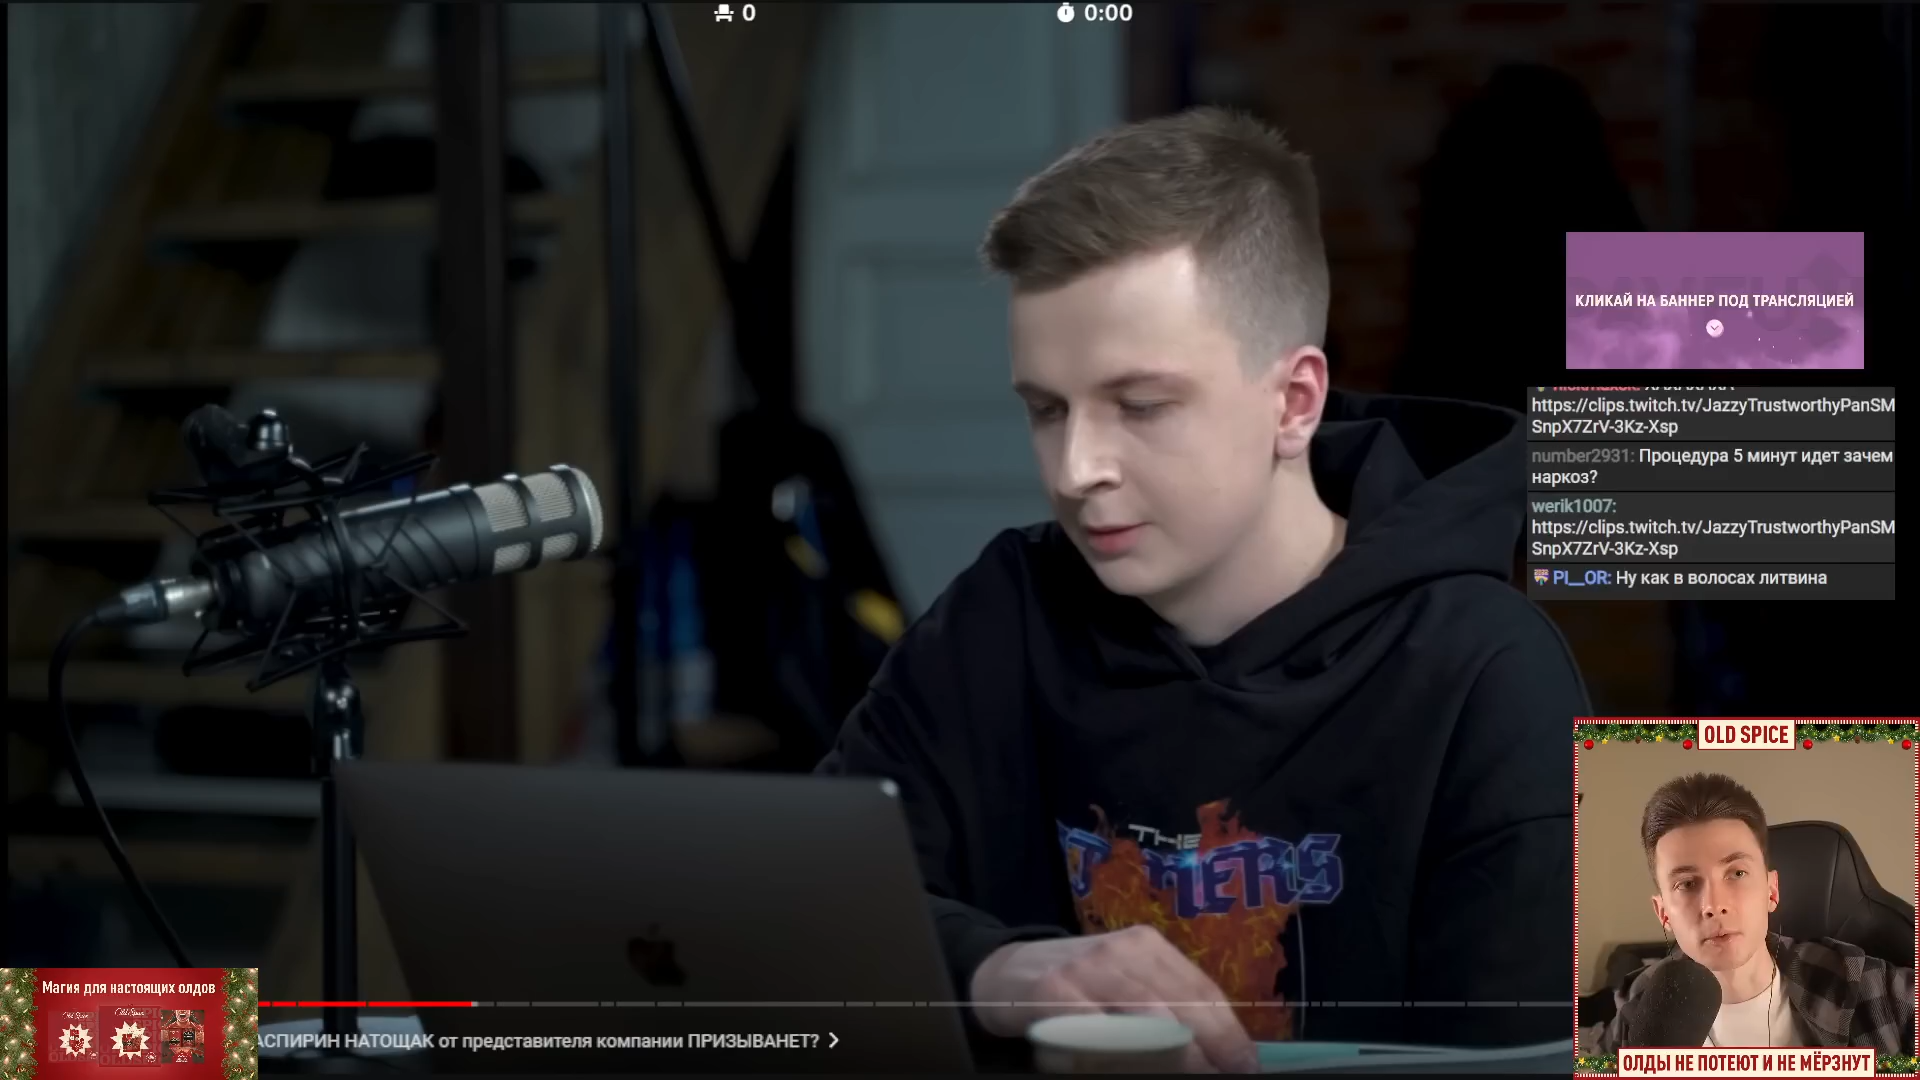 0
0:00
КЛИКАЙ НА БАННЕР ПОД ТРАНСЛЯЦИЕЙ
https://clips.twitch.tv/JazzyTrustworthyPanSM
SnpX7ZrV-3Kz-Xsp
number2931: Процедура 5 минут идет зачем
наркоз?
werik1007:
https://clips.twitch.tv/JazzyTrustworthyPanSM
SnpX7ZrV-3Kz-Xsp
PI__OR: Ну как в волосах литвина
OLD SPICE
THE
Магия для настоящих олдов
АСПИРИН НАТОЩАК от представителя компании ПРИЗЫВАНЕТ?
ОЛДЫ НЕ ПОТЕЮТ И НЕ МЁРЗНУТ